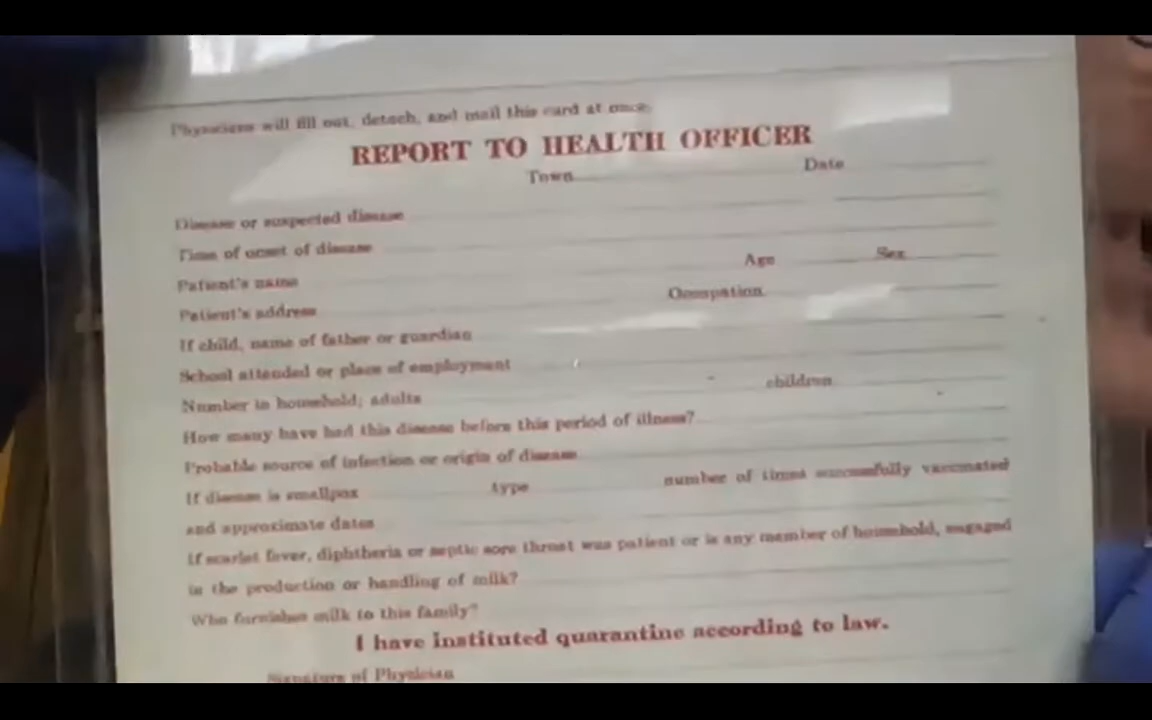 Physicians will fill out, detach, and mail this card at once.
REPORT TO HEALTH OFFICER
Town Date
Disease or suspected disease
Time of onset of disease
Patient's name Age Sex
Patient's address Occupation
If child, name of father or guardian
School attended or place of employment
Number in household; adults children
How many have had this disease before this period of illness?
Probable source of infection or origin of disease
If disease is smallpox type number of times successfully vaccinated
and approximate dates
If scarlet fever, diphtheria or septic sore throat was patient or is any member of household, engaged
in the production or handling of milk?
Who furnishes milk to this family?
I have instituted quarantine according to law.
Signature of Physician